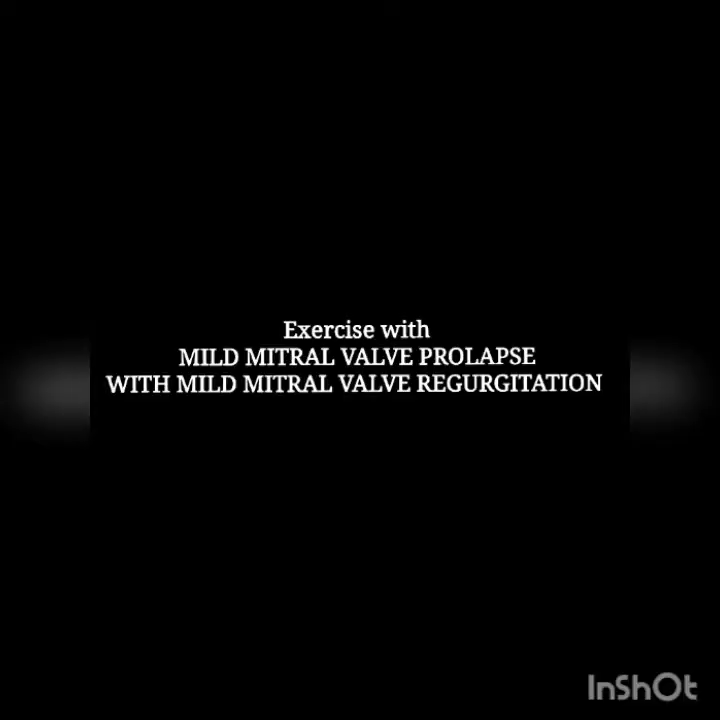 Exercise with
MILD MITRAL VALVE PROLAPSE
WITH MILD MITRAL VALVE REGURGITATION
InShOt